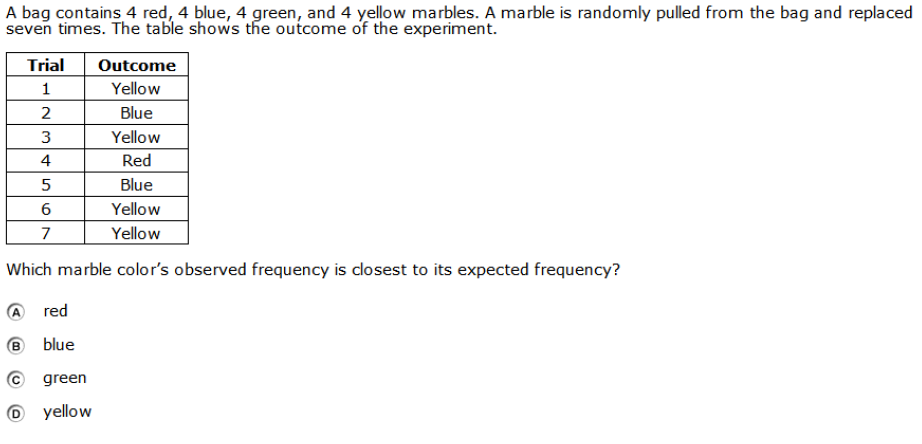 A bag contains 4 red, 4 blue, 4 green, and 4 yellow marbles. A marble is randomly pulled from the bag and replaced
seven times. The table shows the outcome of the experiment.
Trial Outcome
1 Yellow
2 Blue
3 Yellow
4 Red
5 Blue
6 Yellow
7 Yellow
Which marble color's observed frequency is closest to its expected frequency?
A red
B blue
C green
D yellow